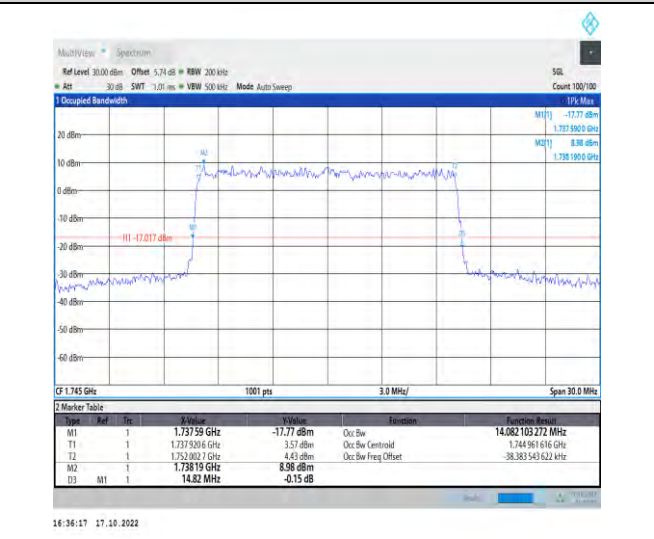 MultiView Spectrum
Ref Level 30.00 dBm Offset 5.74 dB RBW 200 kHz SGL
Att 30 dB SWT 1.01 ms VBW 500 kHz Mode Auto Sweep Count 100/100
1 Occupied Bandwidth 1Pk Max
M1[1] -17.77 dBm
1.737 590 0 GHz
M2[1] 8.98 dBm
1.738 190 0 GHz
20 dBm
M2
T1
T2
10 dBm
0 dBm
-10 dBm
M1
H1 -17.017 dBm
D3
-20 dBm
-30 dBm
-40 dBm
-50 dBm
-60 dBm
CF 1.745 GHz 1001 pts 3.0 MHz/ Span 30.0 MHz
2 Marker Table
Type Ref Trc X-Value Y-Value Function Function Result
M1 1 1.737 59 GHz -17.77 dBm Occ Bw 14.082 103 272 MHz
T1 1 1.737 920 6 GHz 3.57 dBm Occ Bw Centroid 1.744 961 616 GHz
T2 1 1.752 002 7 GHz 4.43 dBm Occ Bw Freq Offset -38.383 543 622 kHz
M2 1 1.738 19 GHz 8.98 dBm
D3 M1 1 14.82 MHz -0.15 dB
16:36:17 17.10.2022